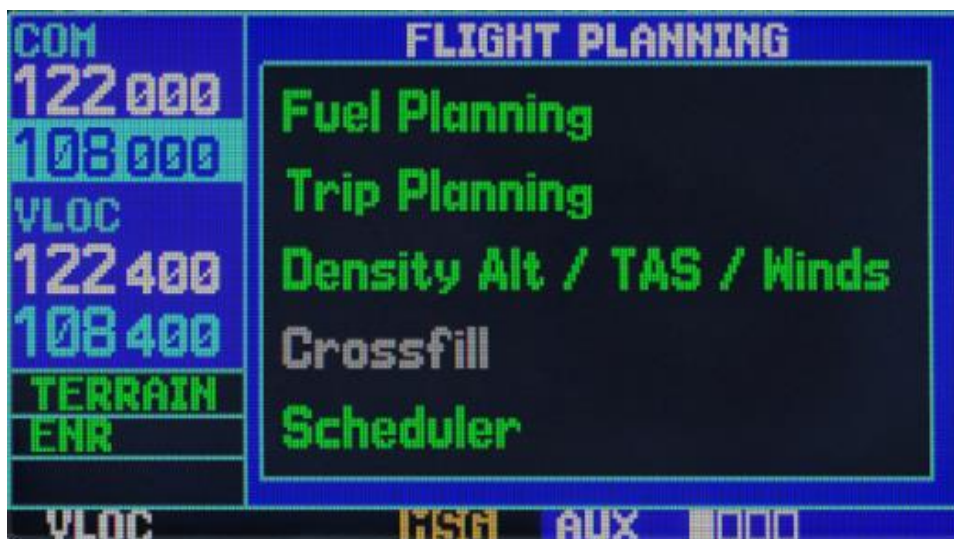 COM
122000
108000
VLOC
122400
108400
TERRAIN
ENR
FLIGHT PLANNING
Fuel Planning
Trip Planning
Density Alt / TAS / Winds
Crossfill
Scheduler
VLOC
MSG
AUX